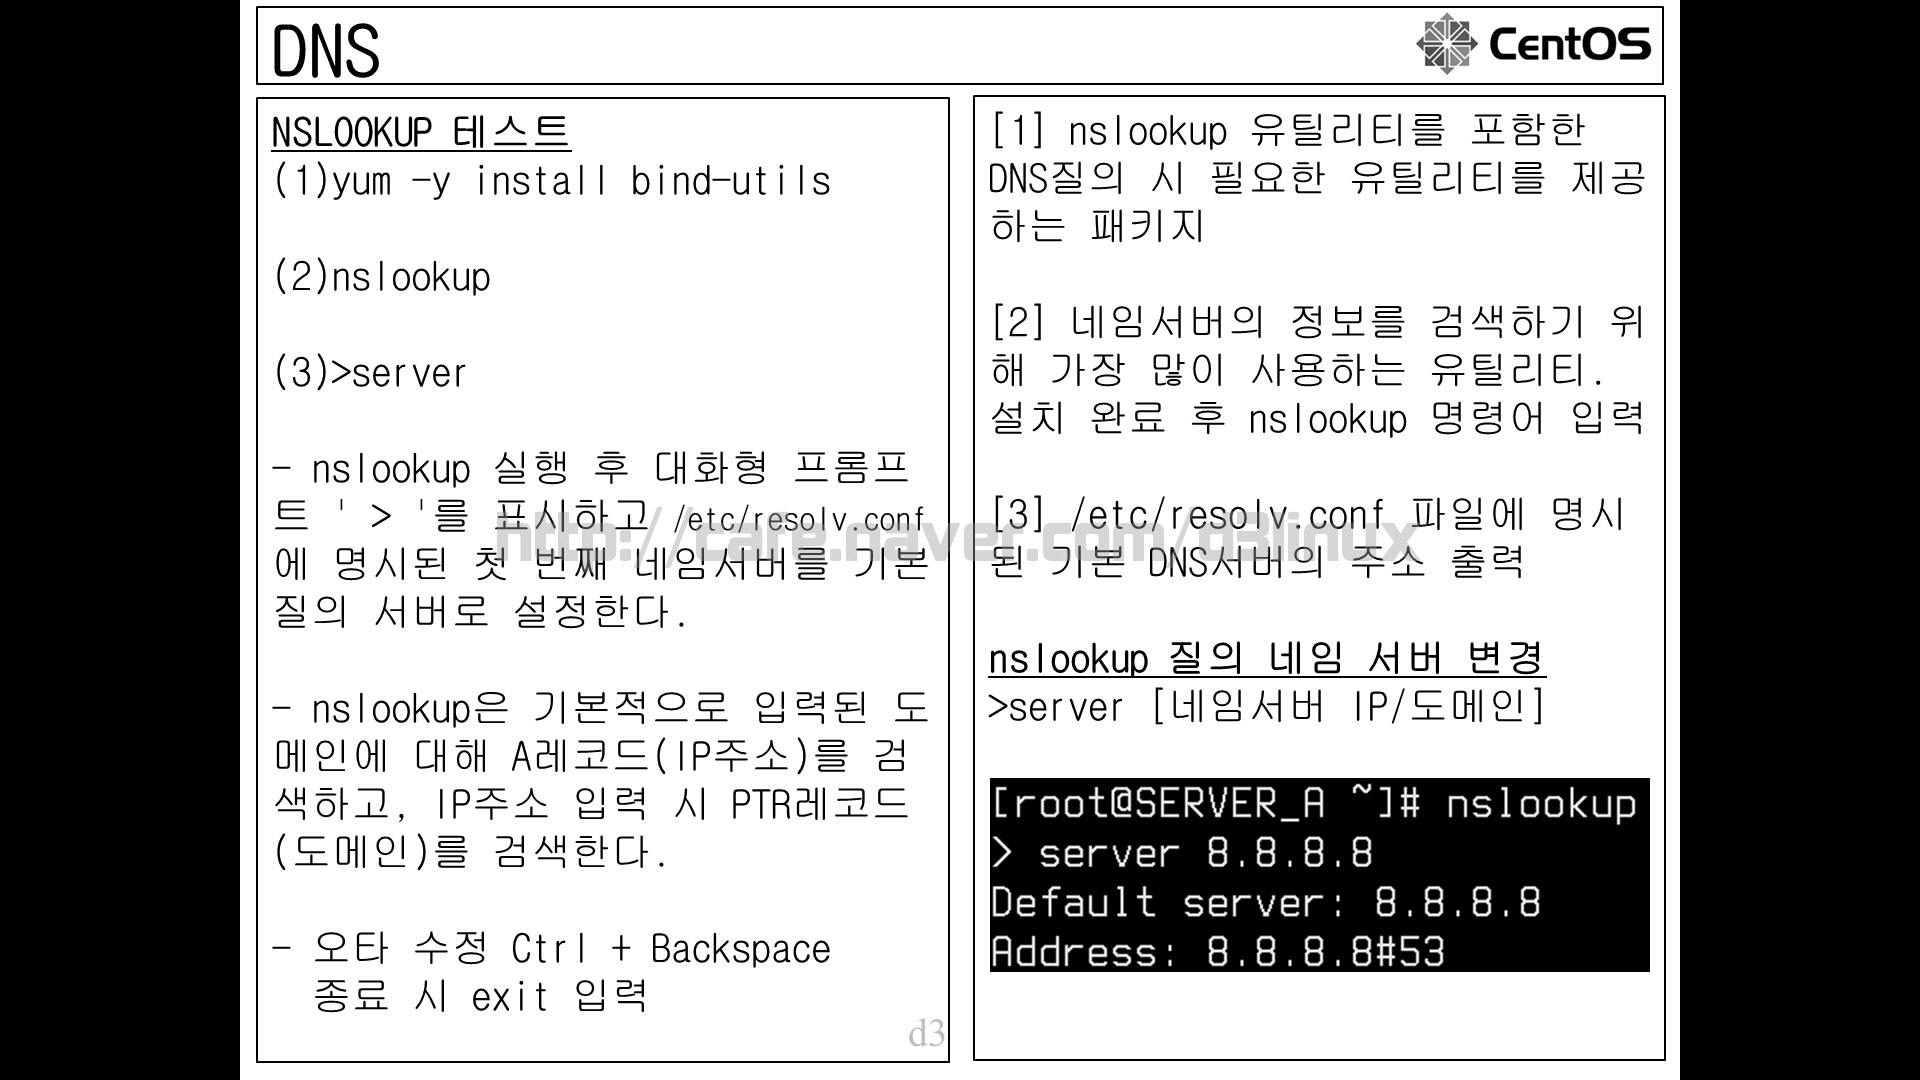 DNS
CentOS
NSLOOKUP 테스트
(1)yum -y install bind-utils
(2)nslookup
(3)>server
- nslookup 실행 후 대화형 프롬프
트 ' > '를 표시하고 /etc/resolv.conf
에 명시된 첫 번째 네임서버를 기본
질의 서버로 설정한다.
- nslookup은 기본적으로 입력된 도
메인에 대해 A레코드(IP주소)를 검
색하고, IP주소 입력 시 PTR레코드
(도메인)를 검색한다.
- 오타 수정 Ctrl + Backspace
종료 시 exit 입력
d3
[1] nslookup 유틸리티를 포함한
DNS질의 시 필요한 유틸리티를 제공
하는 패키지
[2] 네임서버의 정보를 검색하기 위
해 가장 많이 사용하는 유틸리티.
설치 완료 후 nslookup 명령어 입력
[3] /etc/resolv.conf 파일에 명시
된 기본 DNS서버의 주소 출력
nslookup 질의 네임 서버 변경
>server [네임서버 IP/도메인]
[root@SERVER_A ~]# nslookup
> server 8.8.8.8
Default server: 8.8.8.8
Address: 8.8.8.8#53
http://cafe.naver.com/d3linux